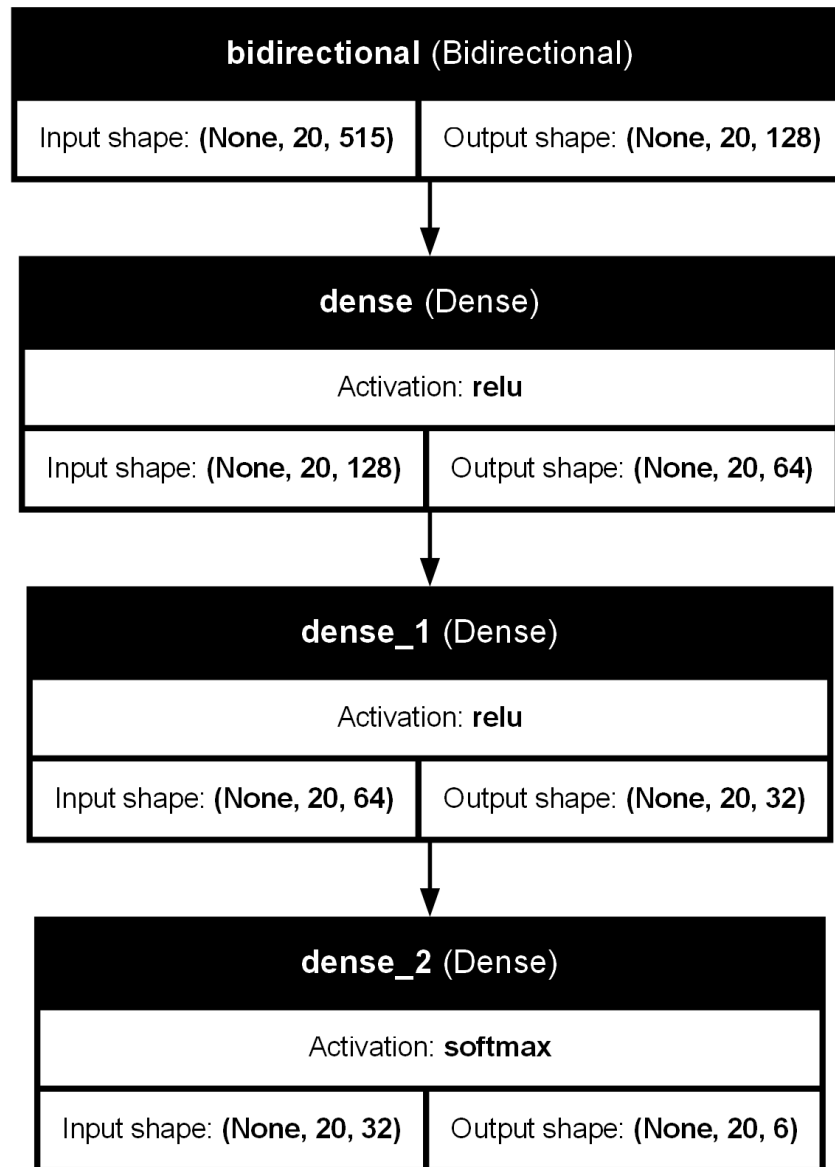 bidirectional (Bidirectional)
Input shape: (None, 20, 515) Output shape: (None, 20, 128)
dense (Dense)
Activation: relu
Input shape: (None, 20, 128) Output shape: (None, 20, 64)
dense_1 (Dense)
Activation: relu
Input shape: (None, 20, 64) Output shape: (None, 20, 32)
dense_2 (Dense)
Activation: softmax
Input shape: (None, 20, 32) Output shape: (None, 20, 6)